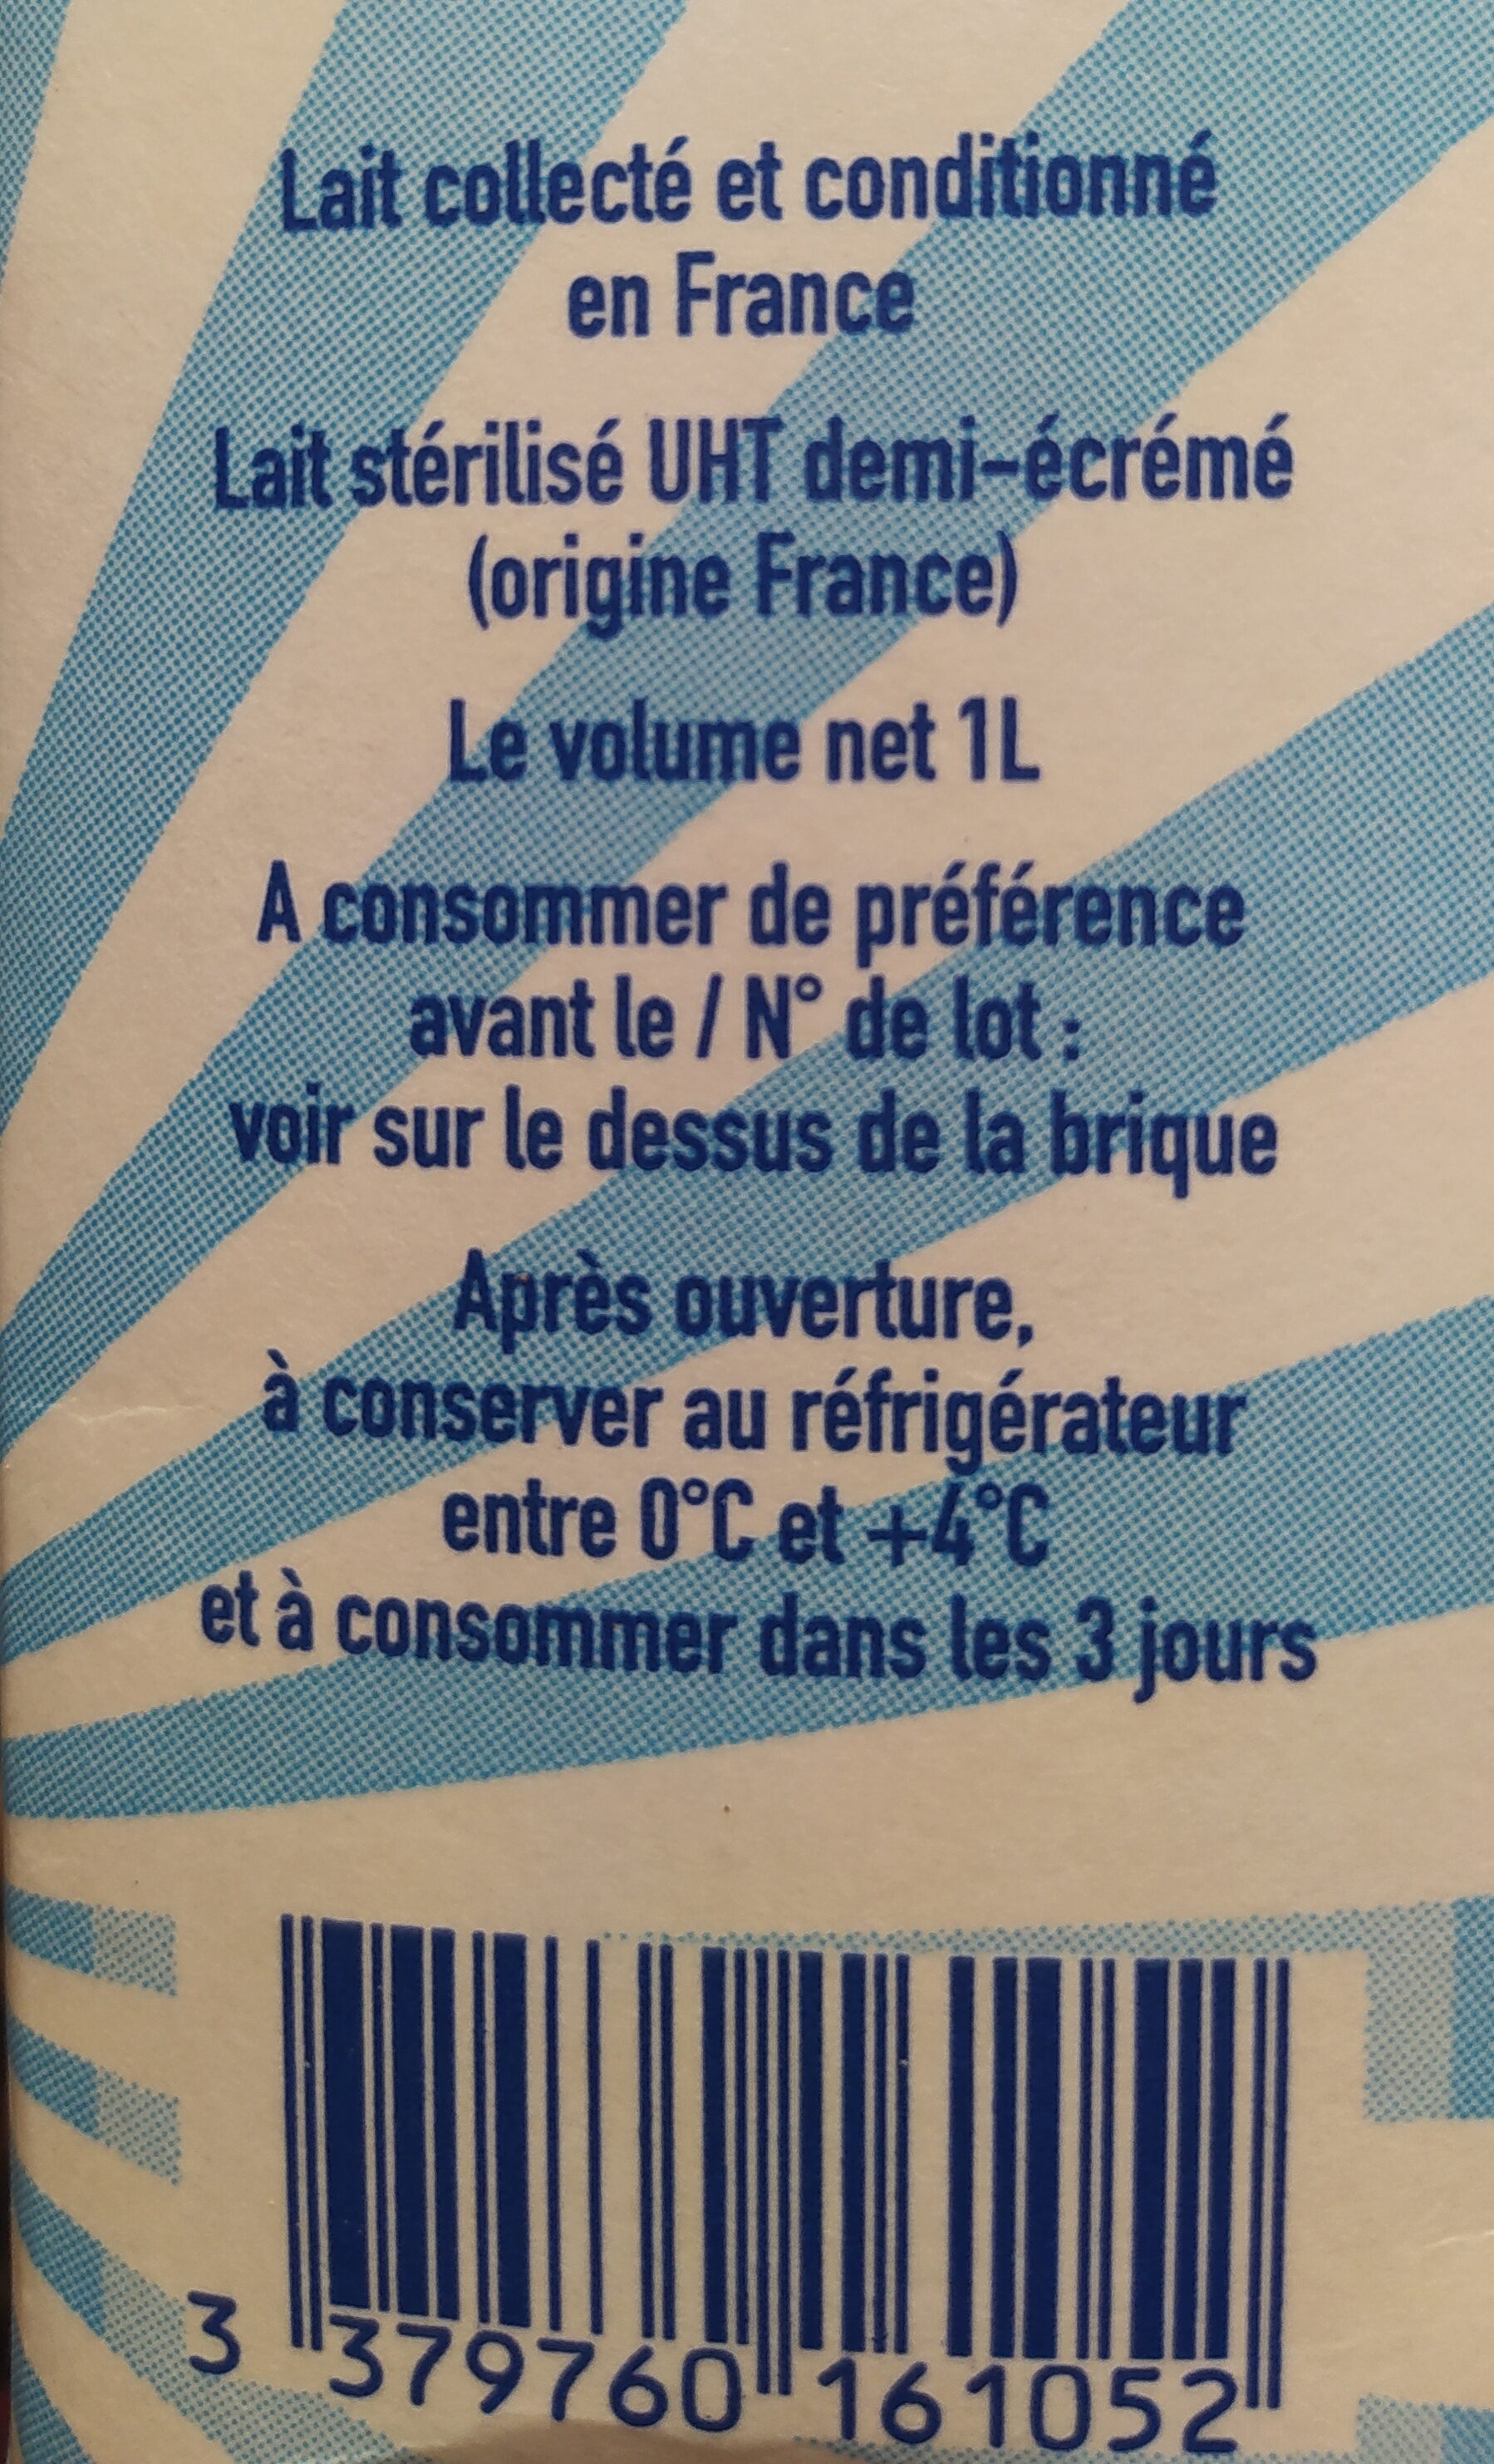 Lait collecté et conditionné
en France
Lait stérilisé UHT demi-écrémé
(origine France)
Le volume net 1L
A consommer de préférence
avant le / N° de lot :
voir sur le dessus de la brique
Après ouverture,
à conserver au réfrigérateur
entre 0°C et +4°C
et à consommer dans les 3 jours
3 379760 161052